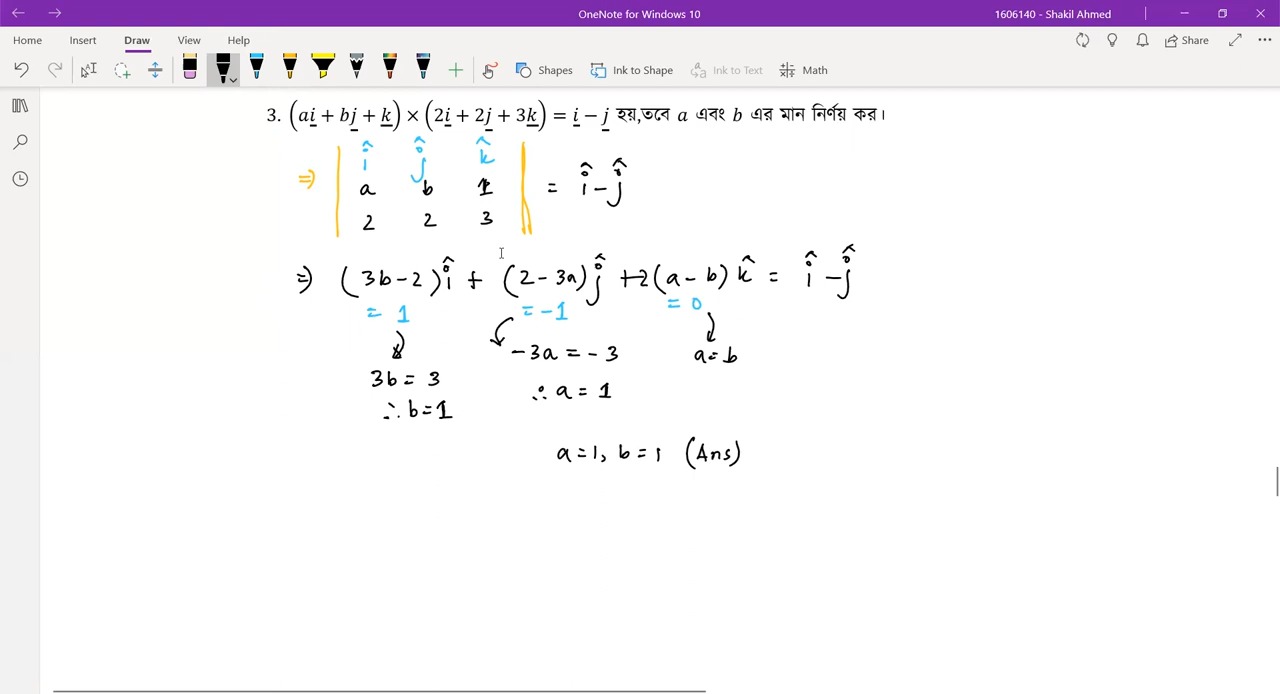 OneNote for Windows 10
1606140 - Shakil Ahmed
Home Insert Draw View Help
Share
Shapes Ink to Shape Ink to Text Math
3. (ai + bj + k) × (2i + 2j + 3k) = i − j হয়,তবে a এবং b এর মান নির্ণয় কর।
⇒ | î ĵ k̂ |
| a b 1 | = î − ĵ
| 2 2 3 |
⇒ (3b − 2) î + (2 − 3a) ĵ + 2(a − b) k̂ = î − ĵ
= 1 = −1 = 0
−3a = −3 a = b
3b = 3 ∴ a = 1
∴ b = 1
a = 1, b = 1 (Ans)